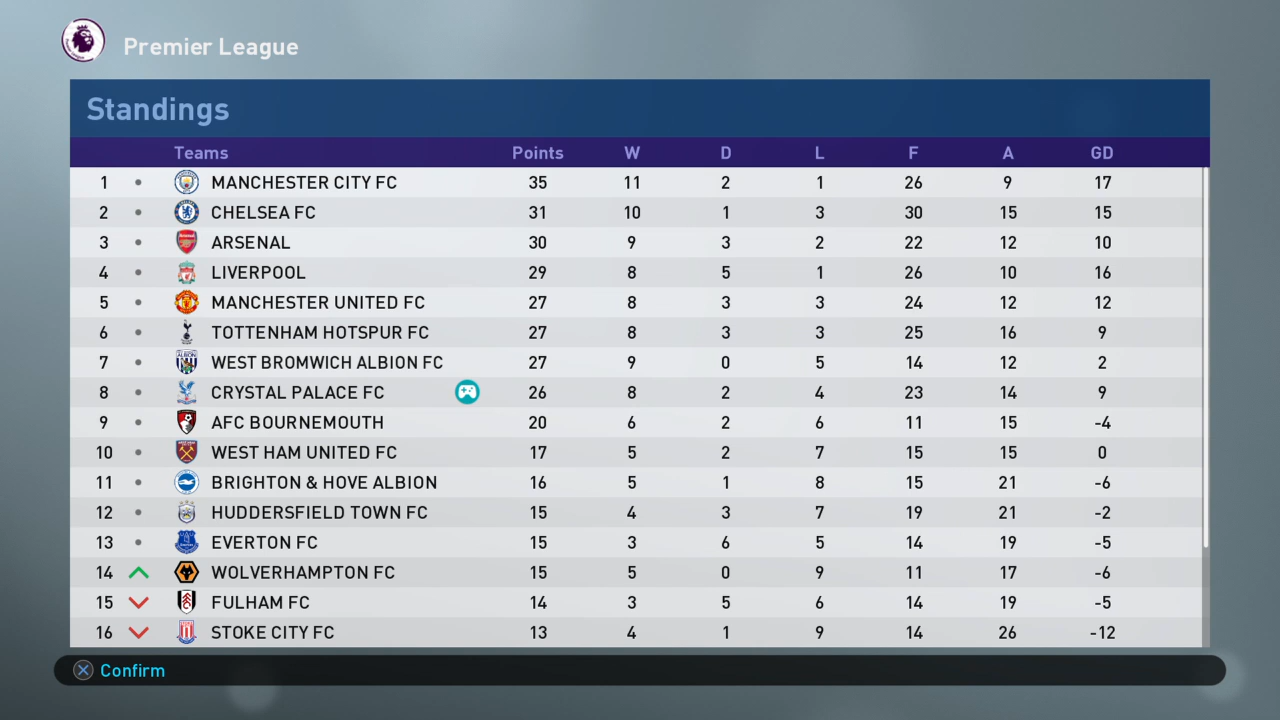 Premier League
Standings
Teams Points W D L F A GD
1 MANCHESTER CITY FC 35 11 2 1 26 9 17
2 CHELSEA FC 31 10 1 3 30 15 15
3 ARSENAL 30 9 3 2 22 12 10
4 LIVERPOOL 29 8 5 1 26 10 16
5 MANCHESTER UNITED FC 27 8 3 3 24 12 12
6 TOTTENHAM HOTSPUR FC 27 8 3 3 25 16 9
7 WEST BROMWICH ALBION FC 27 9 0 5 14 12 2
8 CRYSTAL PALACE FC 26 8 2 4 23 14 9
9 AFC BOURNEMOUTH 20 6 2 6 11 15 -4
10 WEST HAM UNITED FC 17 5 2 7 15 15 0
11 BRIGHTON & HOVE ALBION 16 5 1 8 15 21 -6
12 HUDDERSFIELD TOWN FC 15 4 3 7 19 21 -2
13 EVERTON FC 15 3 6 5 14 19 -5
14 WOLVERHAMPTON FC 15 5 0 9 11 17 -6
15 FULHAM FC 14 3 5 6 14 19 -5
16 STOKE CITY FC 13 4 1 9 14 26 -12
Confirm